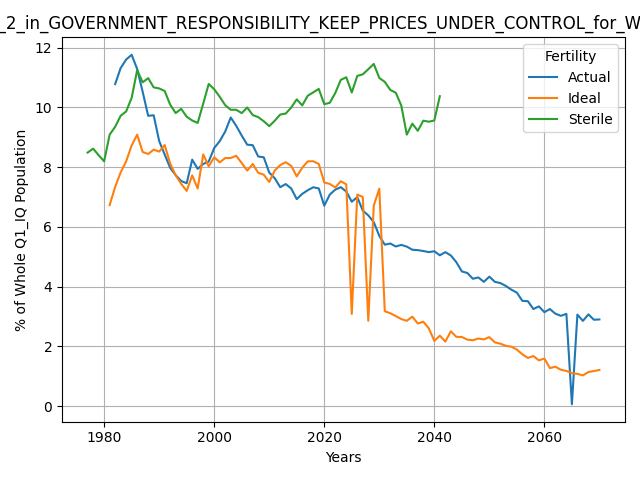 _2_in_GOVERNMENT_RESPONSIBILITY_KEEP_PRICES_UNDER_CONTROL_for_W
12
10
8
6
4
2
0
% of Whole Q1_IQ Population
Fertility
Actual
Ideal
Sterile
1980 2000 2020 2040 2060
Years